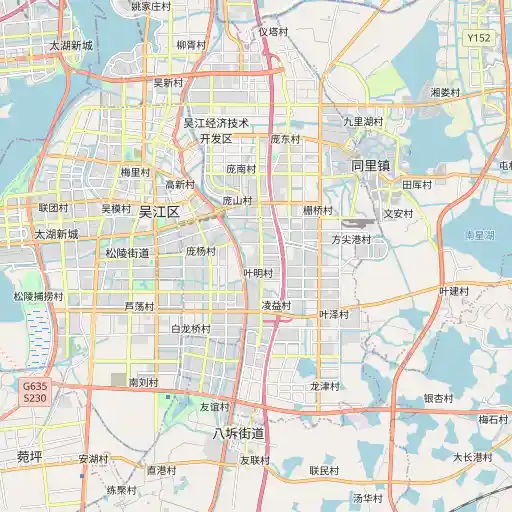 姚家庄村
仪塔村
柳胥村
太湖新城
Y152
吴新村
湘娄村
吴江经济技术
开发区
九里湖村
庞东村
同里镇
屯村
梅里村
庞南村
高新村
田厍村
联团村
吴模村
吴江区
庞山村
栅桥村
文安村
太湖新城
方尖港村
南星湖
松陵街道
庞杨村
叶明村
叶建村
松陵捕捞村
芦荡村
凌益村
叶泽村
白龙桥村
G635
S230
南刘村
龙津村
银杏村
友谊村
梅石村
八坼街道
菀坪
安湖村
直港村
友联村
联民村
大长港村
练聚村
汤华村